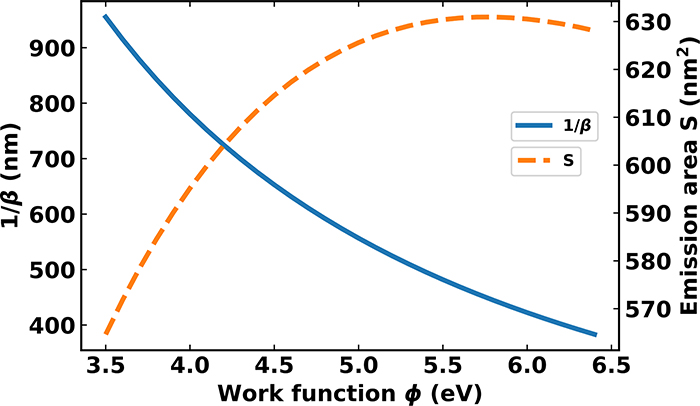 1/β (nm)
900
800
700
600
500
400
630
620
610
600
590
580
570
Emission area S (nm²)
1/β
S
3.5 4.0 4.5 5.0 5.5 6.0 6.5
Work function ϕ (eV)